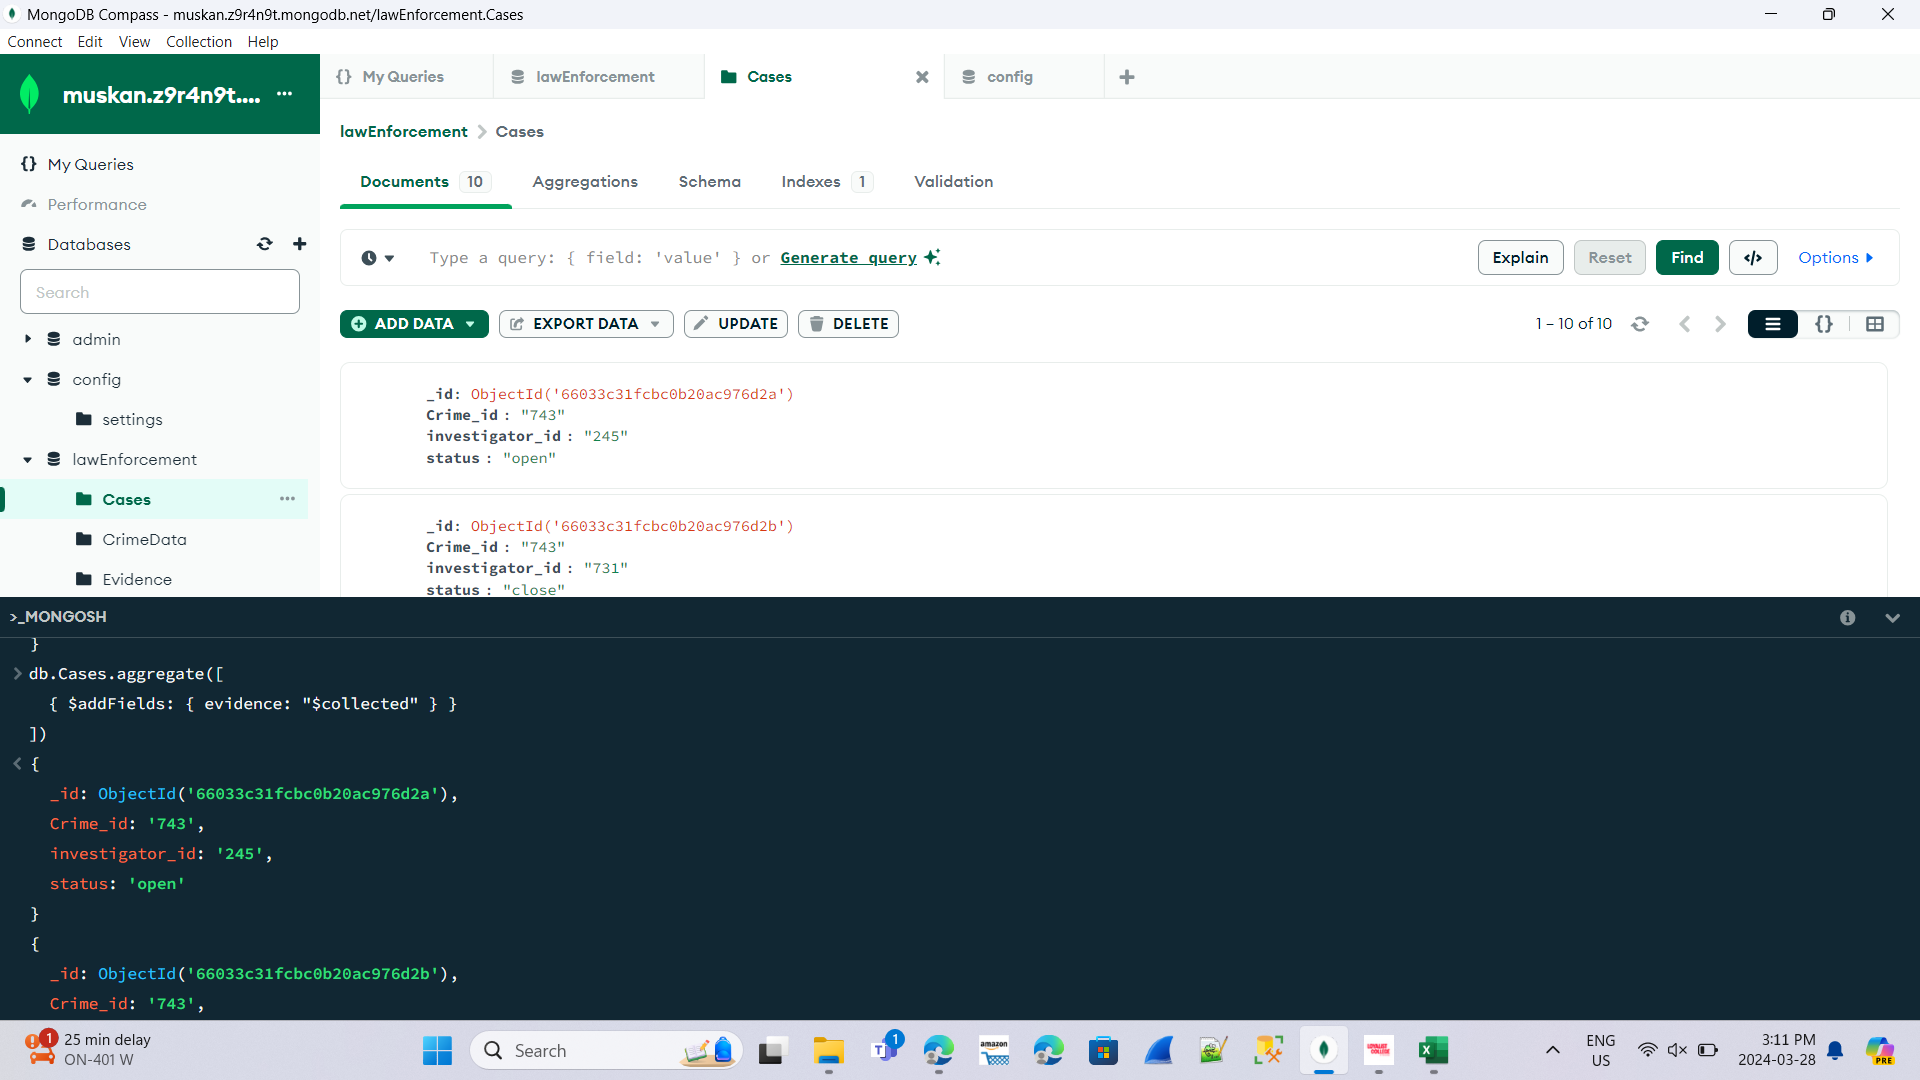 MongoDB Compass - muskan.z9r4n9t.mongodb.net/lawEnforcement.Cases
Connect Edit View Collection Help
muskan.z9r4n9t.... ...
My Queries
lawEnforcement
Cases
config
lawEnforcement > Cases
My Queries
Performance
Databases
Search
admin
config
settings
lawEnforcement
Cases
CrimeData
Evidence
Documents 10 Aggregations Schema Indexes 1 Validation
Type a query: { field: 'value' } or Generate query
Explain Reset Find </> Options
ADD DATA EXPORT DATA UPDATE DELETE
1 – 10 of 10 {}
_id: ObjectId('66033c31fcbc0b20ac976d2a')
Crime_id : "743"
investigator_id : "245"
status : "open"
_id: ObjectId('66033c31fcbc0b20ac976d2b')
Crime_id : "743"
investigator_id : "731"
status : "close"
>_MONGOSH
}
> db.Cases.aggregate([
{ $addFields: { evidence: "$collected" } }
])
< {
_id: ObjectId('66033c31fcbc0b20ac976d2a'),
Crime_id: '743',
investigator_id: '245',
status: 'open'
}
{
_id: ObjectId('66033c31fcbc0b20ac976d2b'),
Crime_id: '743',
1
25 min delay
ON-401 W
Search
1
amazon
LOYALIST COLLEGE
ENG
US
3:11 PM
2024-03-28
PRE